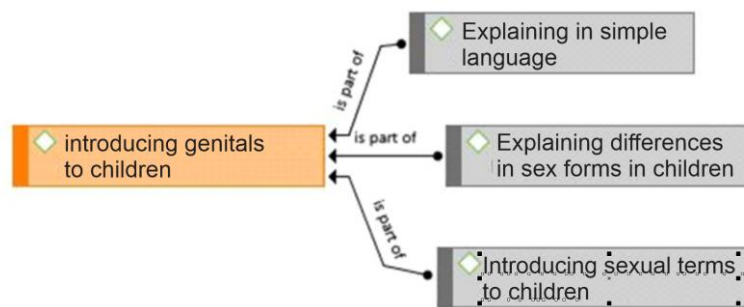 Explaining in simple
language
is part of
introducing genitals
to children
is part of
Explaining differences
in sex forms in children
is part of
Introducing sexual terms
to children